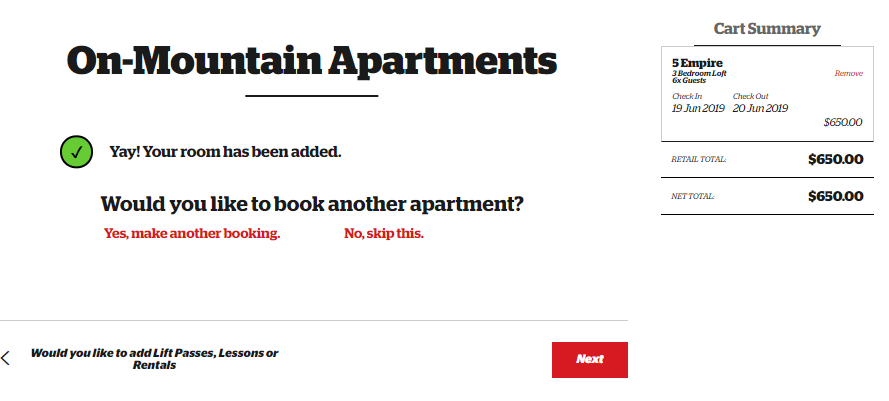 On-Mountain Apartments
Yay! Your room has been added.
Would you like to book another apartment?
Yes, make another booking.
No, skip this.
Would you like to add Lift Passes, Lessons or
Rentals
Next
Cart Summary
5 Empire
3 Bedroom Loft
Remove
6x Guests
Check In
Check Out
19 Jun 2019
20 Jun 2019
$650.00
RETAIL TOTAL:
$650.00
NET TOTAL:
$650.00